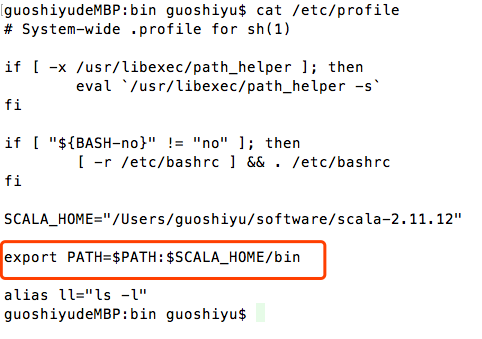 guoshiyudeMBP:bin guoshiyu$ cat /etc/profile
# System-wide .profile for sh(1)
if [ -x /usr/libexec/path_helper ]; then
eval `/usr/libexec/path_helper -s`
fi
if [ "${BASH-no}" != "no" ]; then
[ -r /etc/bashrc ] && . /etc/bashrc
fi
SCALA_HOME="/Users/guoshiyu/software/scala-2.11.12"
export PATH=$PATH:$SCALA_HOME/bin
alias ll="ls -l"
guoshiyudeMBP:bin guoshiyu$